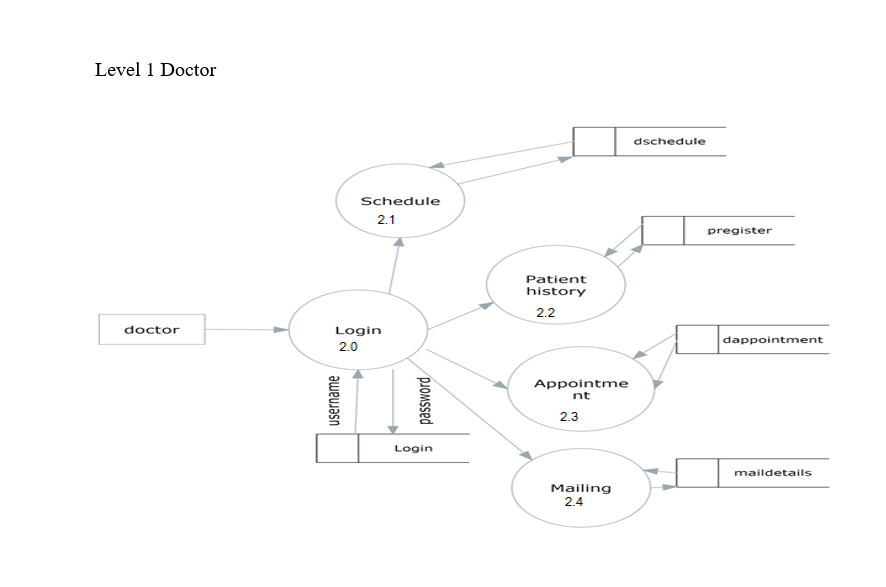 Level 1 Doctor
dschedule
Schedule
2.1
pregister
Patient
history
2.2
doctor
Login
2.0
dappointment
Appointme
nt
2.3
username
password
Login
maildetails
Mailing
2.4